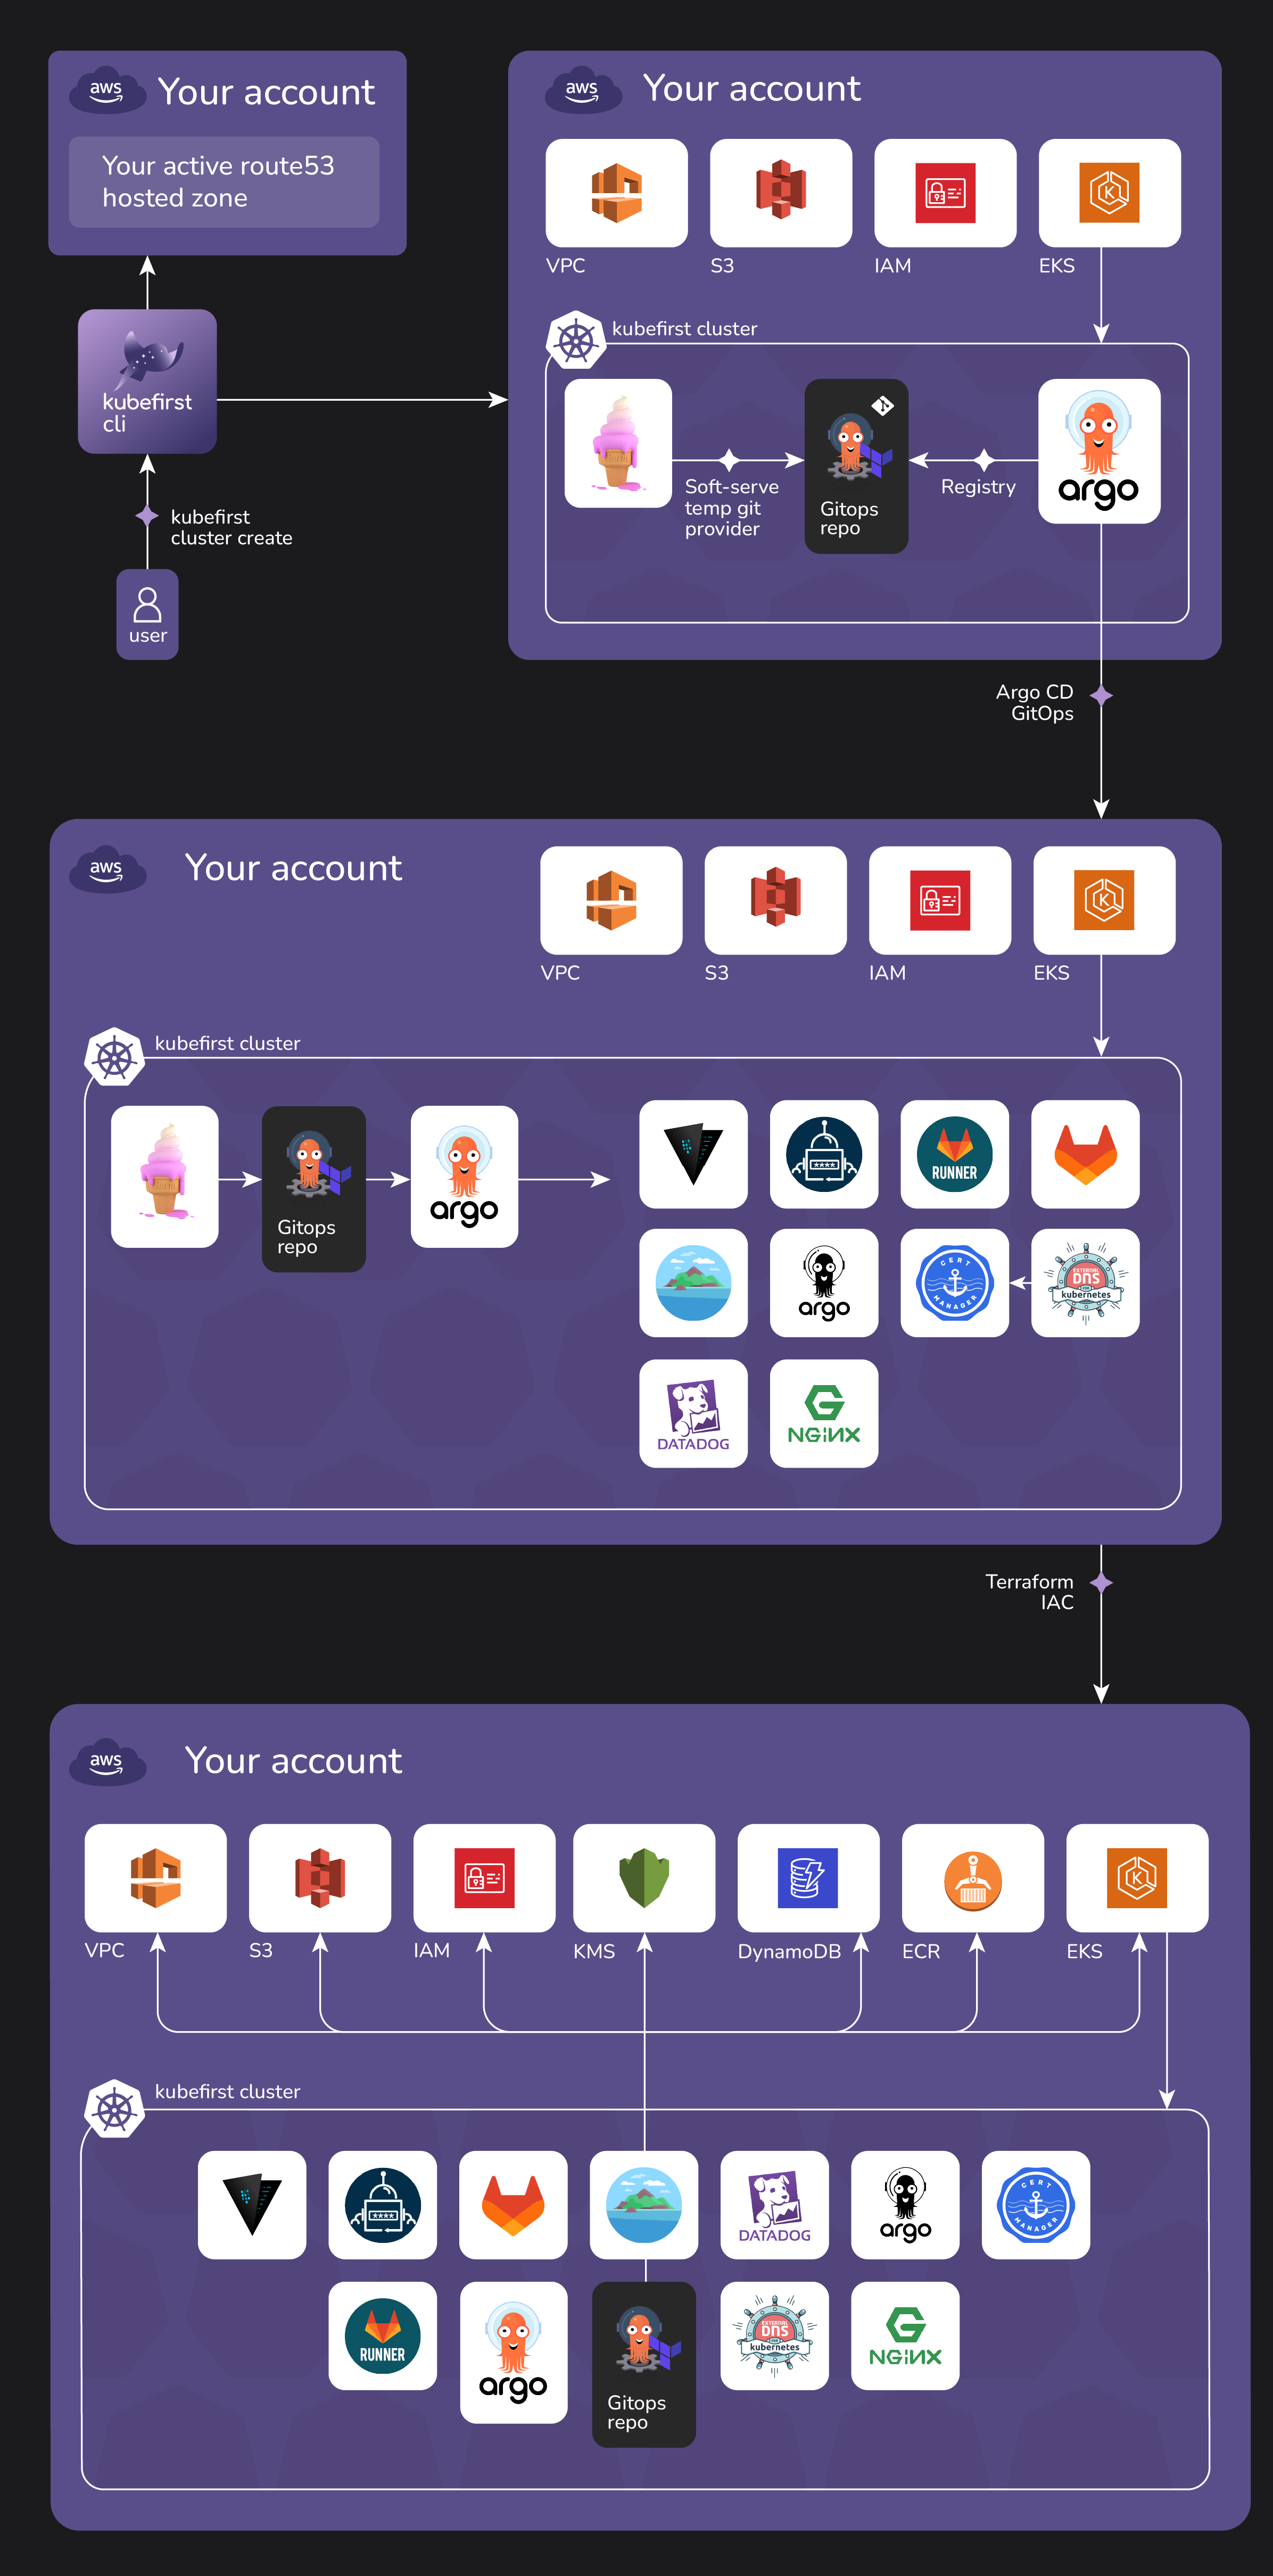 aws
Your account
Your active route53
hosted zone
kubefirst
cli
kubefirst
cluster create
user
aws
Your account
VPC
S3
IAM
EKS
kubefirst cluster
Soft-serve
temp git
provider
Gitops
repo
Registry
argo
Argo CD
GitOps
aws
Your account
VPC
S3
IAM
EKS
kubefirst cluster
Gitops
repo
argo
****
RUNNER
argo
CERT
MANAGER
EXTERNAL
DNS
kubernetes
DATADOG
NGINX
Terraform
IAC
aws
Your account
VPC
S3
IAM
KMS
DynamoDB
ECR
EKS
kubefirst cluster
****
DATADOG
argo
CERT
MANAGER
RUNNER
argo
Gitops
repo
EXTERNAL
DNS
kubernetes
NGINX